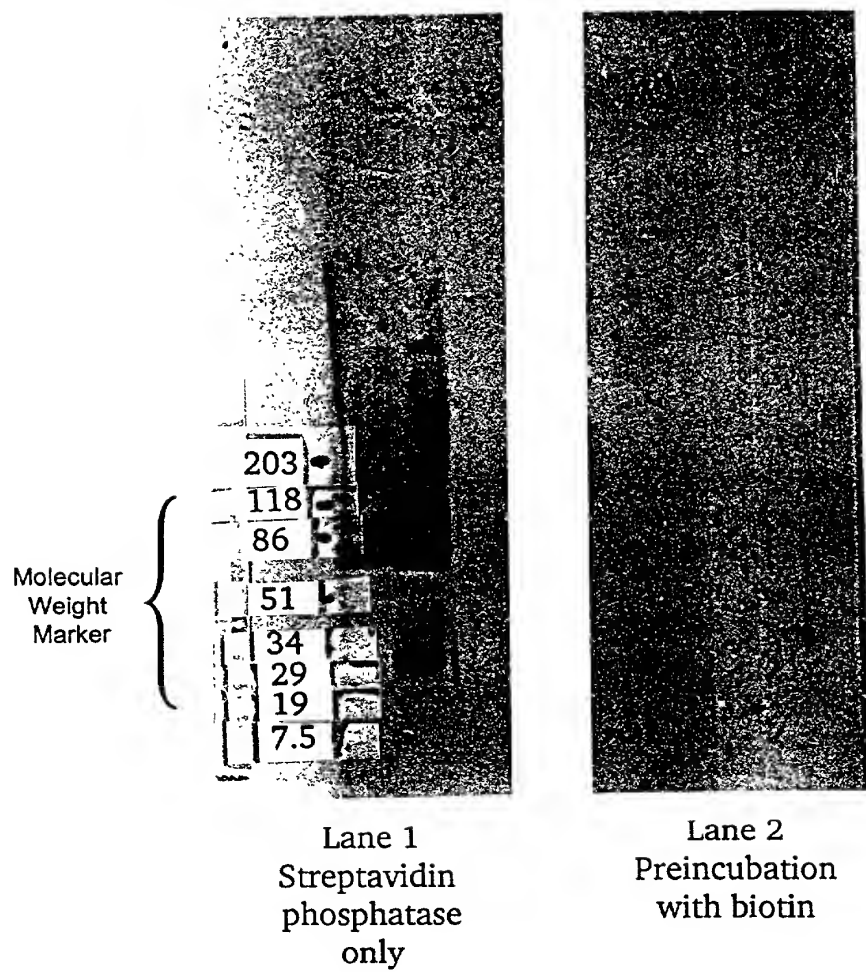 203
118
86
51
34
29
19
7.5
Molecular
Weight
Marker
Lane 1
Streptavidin
phosphatase
only
Lane 2
Preincubation
with biotin